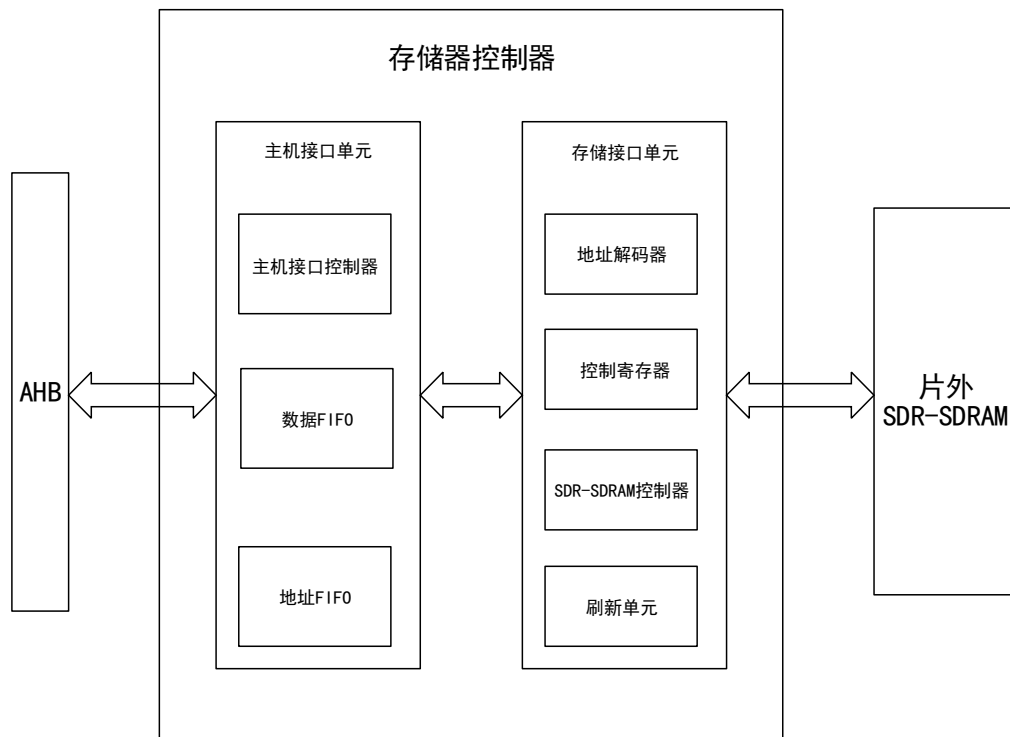 存储器控制器
主机接口单元
主机接口控制器
数据FIFO
地址FIFO
存储接口单元
地址解码器
控制寄存器
SDR-SDRAM控制器
刷新单元
AHB
片外
SDR-SDRAM